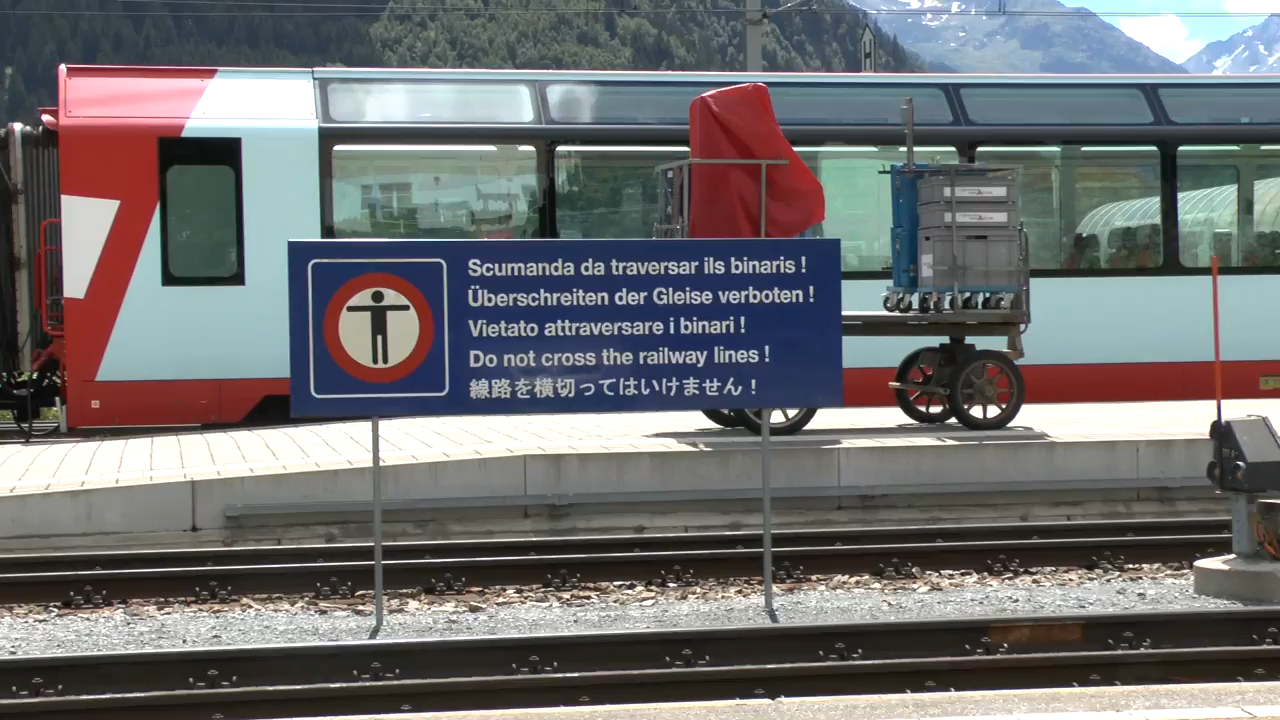 Scumanda da traversar ils binaris !
Überschreiten der Gleise verboten !
Vietato attraversare i binari !
Do not cross the railway lines !
線路を横切ってはいけません！